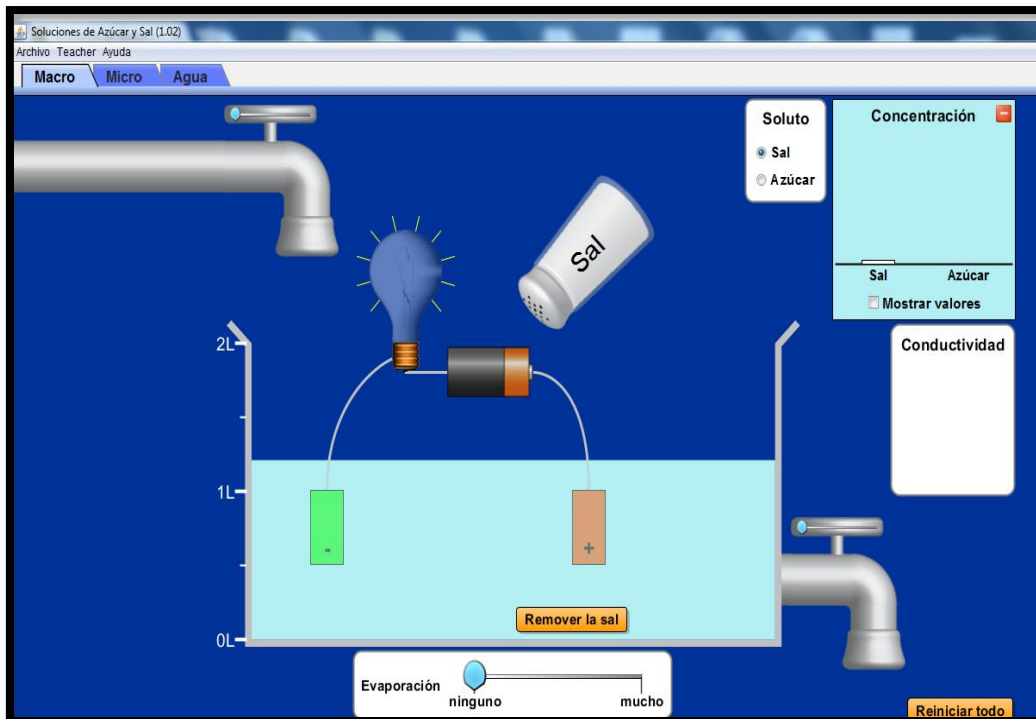 Soluciones de Azúcar y Sal (1.02)
Archivo Teacher Ayuda
Macro Micro Agua
Soluto
Sal
Azúcar
Concentración
Sal Azúcar
Mostrar valores
Sal
Conductividad
2L
1L
0L
-
+
Remover la sal
Evaporación
ninguno mucho
Reiniciar todo